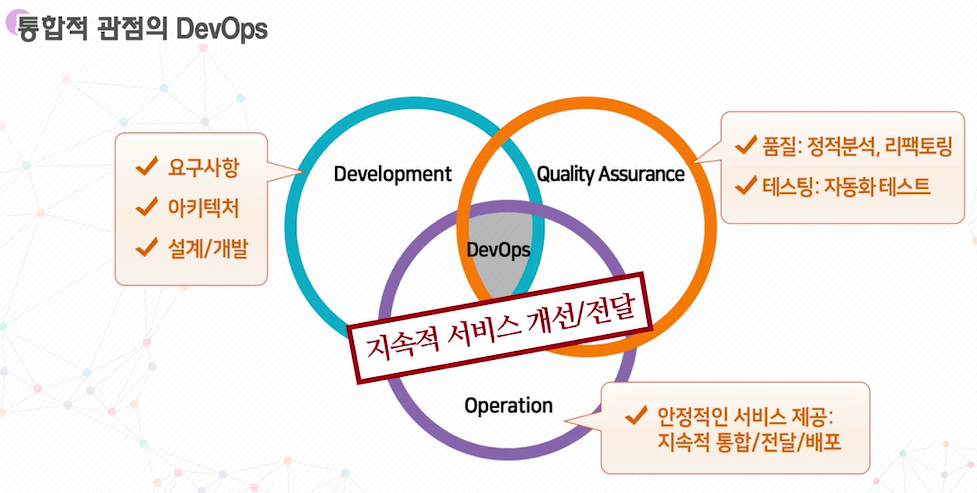 통합적 관점의 DevOps
Development
Quality Assurance
✔ 요구사항
✔ 아키텍처
✔ 설계/개발
✔ 품질: 정적분석, 리팩토링
✔ 테스팅: 자동화 테스트
DevOps
지속적 서비스 개선/전달
Operation
✔ 안정적인 서비스 제공:
지속적 통합/전달/배포